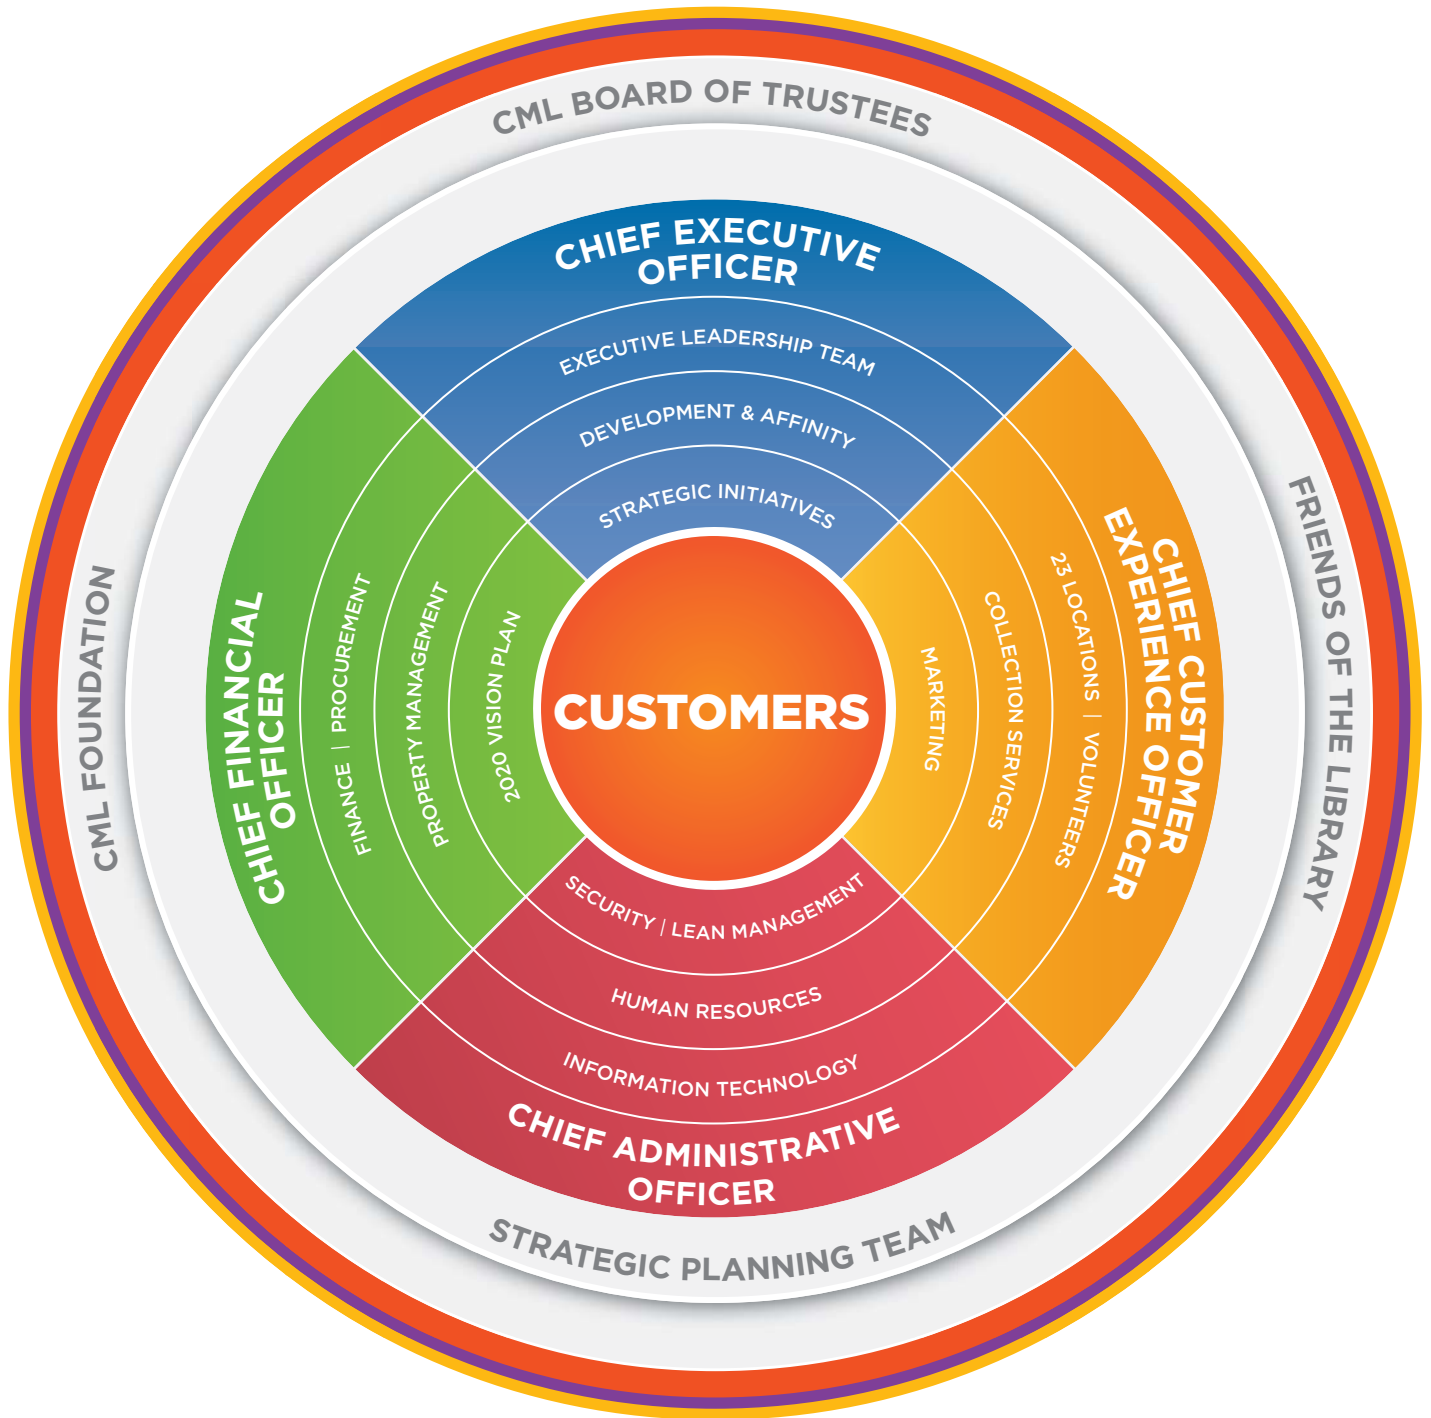 CML BOARD OF TRUSTEES
CHIEF EXECUTIVE
OFFICER
EXECUTIVE LEADERSHIP TEAM
DEVELOPMENT & AFFINITY
STRATEGIC INITIATIVES
CML FOUNDATION
CHIEF FINANCIAL
OFFICER
FINANCE | PROCUREMENT
PROPERTY MANAGEMENT
2020 VISION PLAN
CUSTOMERS
MARKETING
COLLECTION SERVICES
23 LOCATIONS | VOLUNTEERS
CHIEF CUSTOMER
EXPERIENCE OFFICER
FRIENDS OF THE LIBRARY
SECURITY | LEAN MANAGEMENT
HUMAN RESOURCES
INFORMATION TECHNOLOGY
CHIEF ADMINISTRATIVE
OFFICER
STRATEGIC PLANNING TEAM